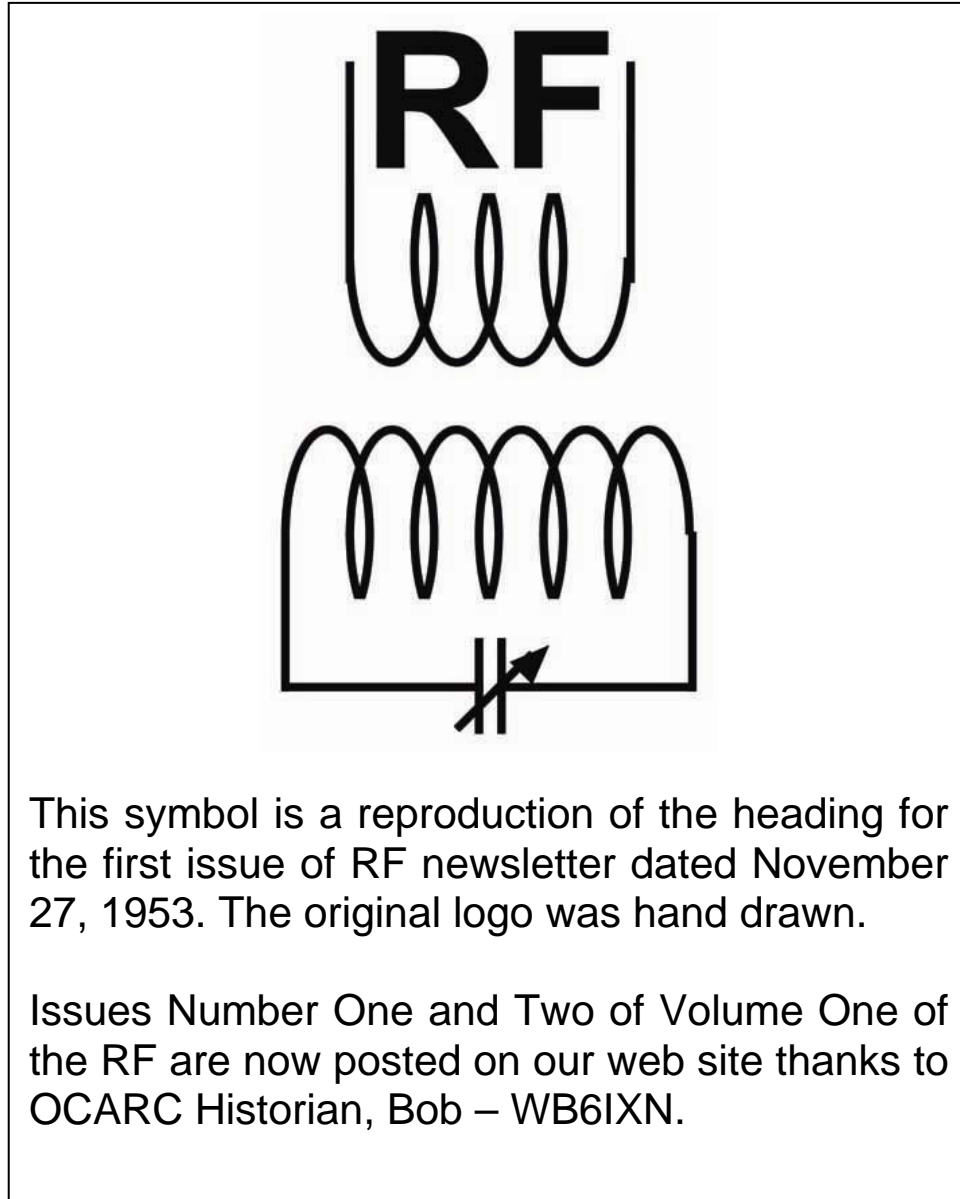 RF
This symbol is a reproduction of the heading for
the first issue of RF newsletter dated November
27, 1953. The original logo was hand drawn.
Issues Number One and Two of Volume One of
the RF are now posted on our web site thanks to
OCARC Historian, Bob – WB6IXN.